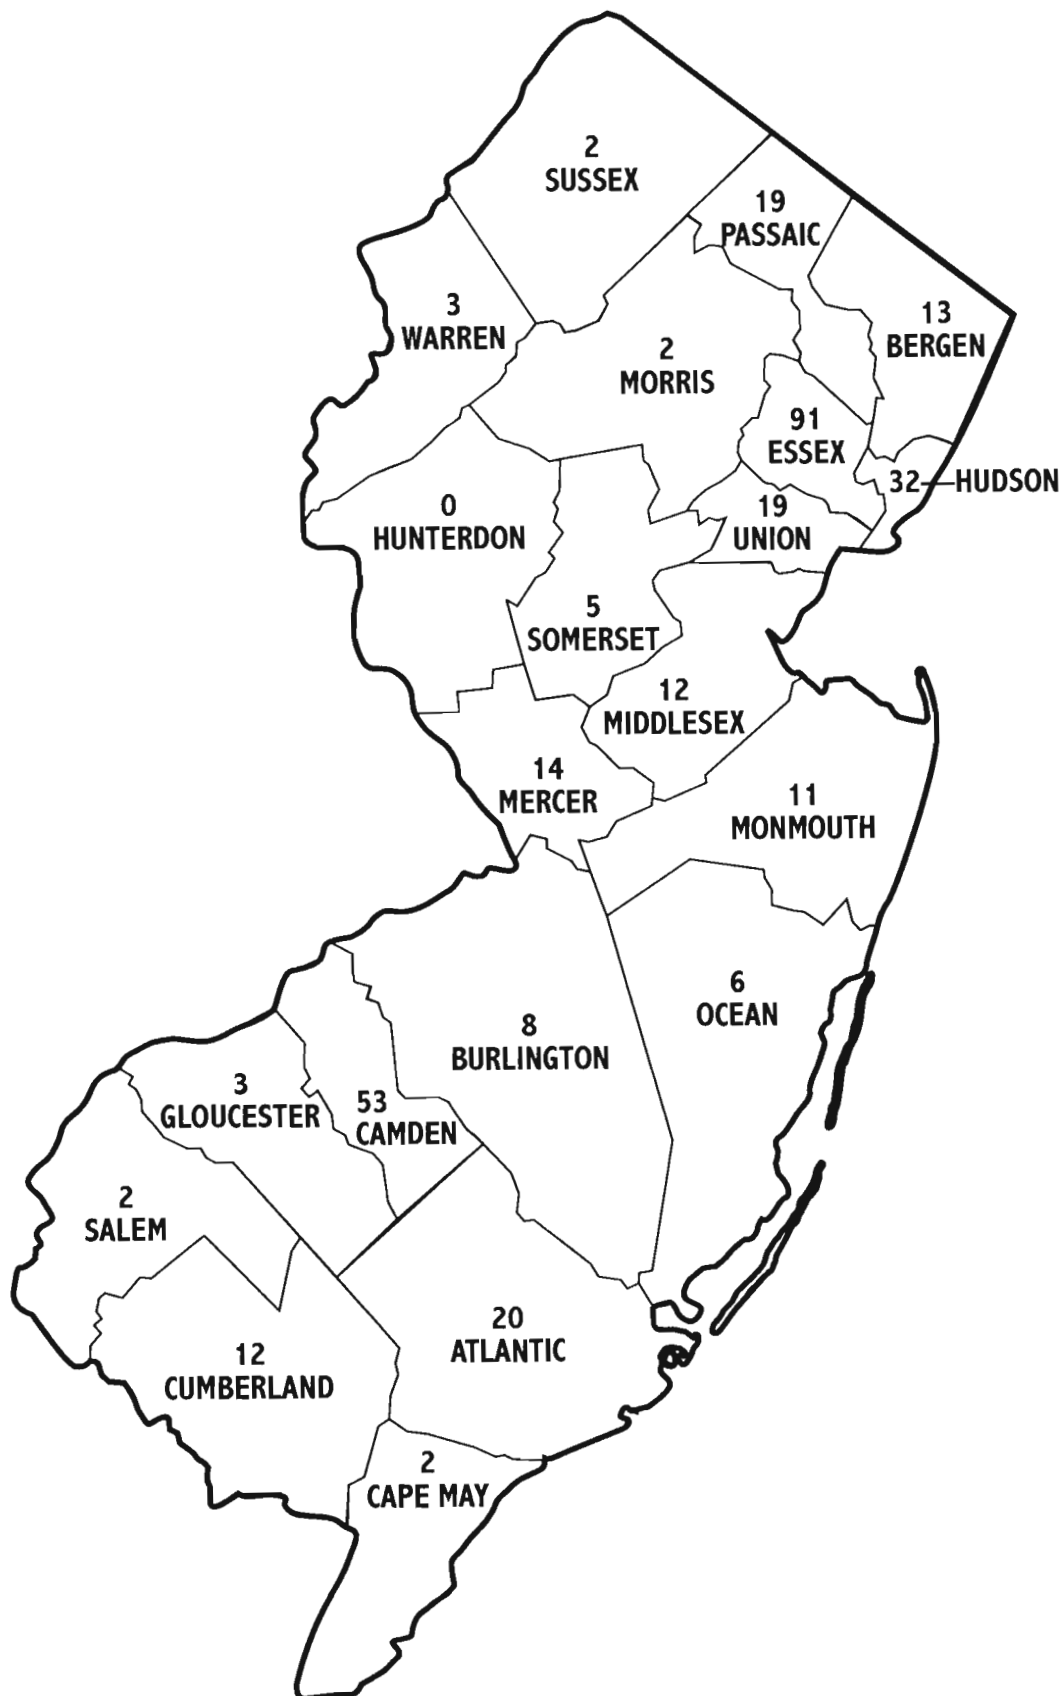 2
SUSSEX
19
PASSAIC
3
WARREN
13
BERGEN
2
MORRIS
91
ESSEX
32 HUDSON
0
HUNTERDON
19
UNION
5
SOMERSET
12
MIDDLESEX
14
MERCER
11
MONMOUTH
6
OCEAN
8
BURLINGTON
3
GLOUCESTER
53
CAMDEN
2
SALEM
20
ATLANTIC
12
CUMBERLAND
2
CAPE MAY